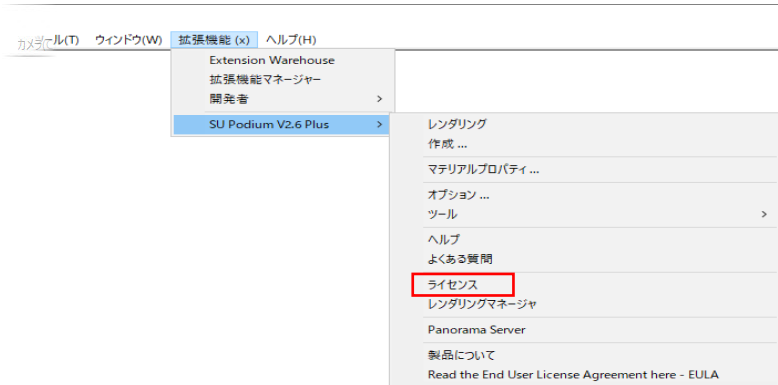 カメラ(C) ール(T) ウィンドウ(W) 拡張機能 (x) ヘルプ(H)
Extension Warehouse
拡張機能マネージャー
開発者 >
SU Podium V2.6 Plus >
レンダリング
作成 ...
マテリアルプロパティ ...
オプション ...
ツール >
ヘルプ
よくある質問
ライセンス
レンダリングマネージャ
Panorama Server
製品について
Read the End User License Agreement here - EULA